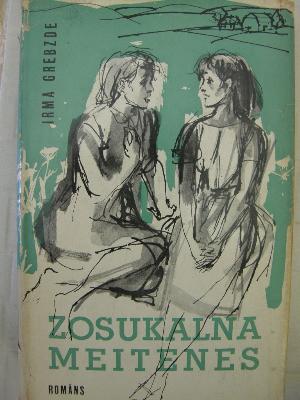 IRMA GREBZDE
ZOSUKALNA
MEITENES
ROMĀNS